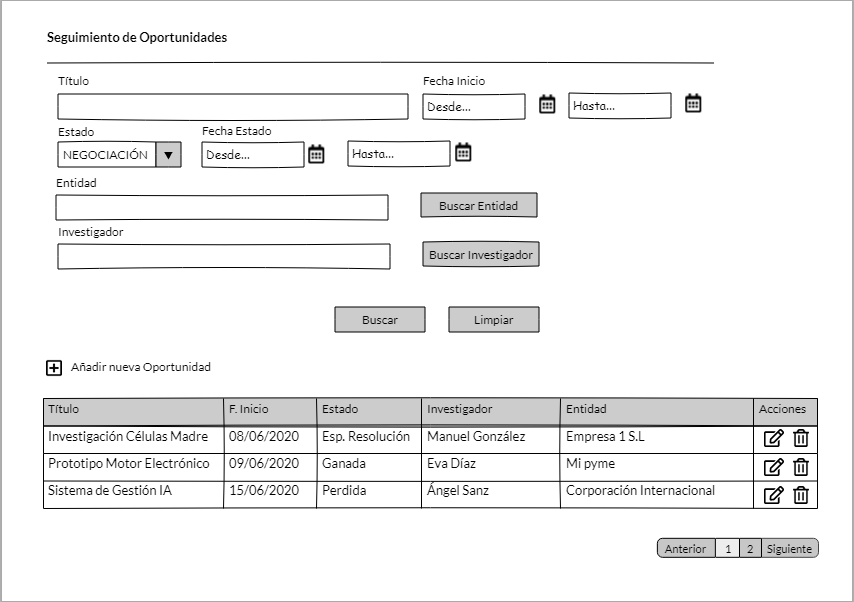 Seguimiento de Oportunidades
Título Fecha Inicio
Desde... Hasta...
Estado Fecha Estado
NEGOCIACIÓN Desde... Hasta...
Entidad
Buscar Entidad
Investigador
Buscar Investigador
Buscar Limpiar
Añadir nueva Oportunidad
Título F. Inicio Estado Investigador Entidad Acciones
Investigación Células Madre 08/06/2020 Esp. Resolución Manuel González Empresa 1 S.L
Prototipo Motor Electrónico 09/06/2020 Ganada Eva Díaz Mi pyme
Sistema de Gestión IA 15/06/2020 Perdida Ángel Sanz Corporación Internacional
Anterior 1 2 Siguiente